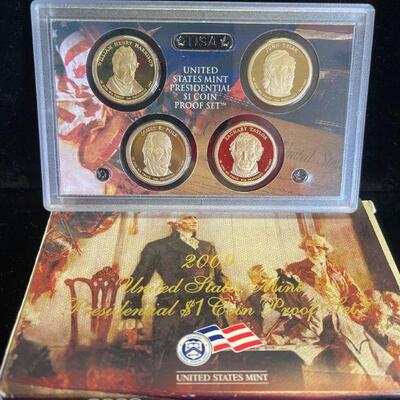 USA
WILLIAM HENRY HARRISON
JOHN TYLER
UNITED
STATES MINT
PRESIDENTIAL
$1 COIN
PROOF SET™
JAMES K. POLK
ZACHARY TAYLOR
2009
United States Mint
Presidential $1 Coin Proof Set
UNITED STATES MINT